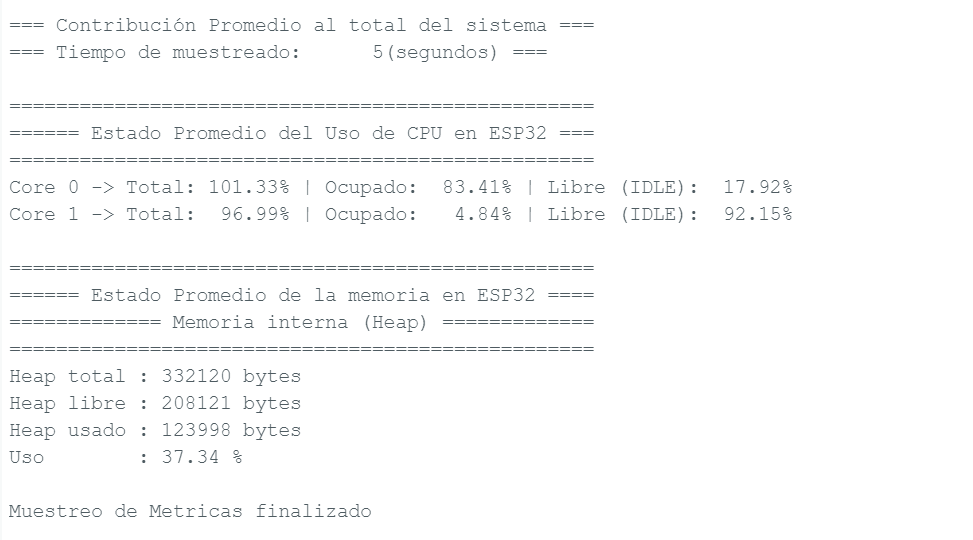 === Contribución Promedio al total del sistema ===
=== Tiempo de muestreado:      5(segundos) ===
==================================================
====== Estado Promedio del Uso de CPU en ESP32 ===
==================================================
Core 0 -> Total: 101.33% | Ocupado:  83.41% | Libre (IDLE):  17.92%
Core 1 -> Total:  96.99% | Ocupado:   4.84% | Libre (IDLE):  92.15%
==================================================
====== Estado Promedio de la memoria en ESP32 ====
============= Memoria interna (Heap) =============
==================================================
Heap total : 332120 bytes
Heap libre : 208121 bytes
Heap usado : 123998 bytes
Uso        : 37.34 %
Muestreo de Metricas finalizado